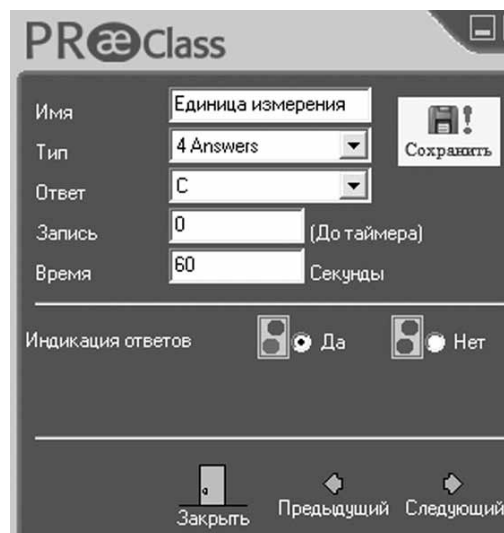 PRæClass
Имя Единица измерения
Сохранить
Тип 4 Answers
Ответ C
Запись 0 (До таймера)
Время 60 Секунды
Индикация ответов Да Нет
Закрыть Предыдущий Следующий